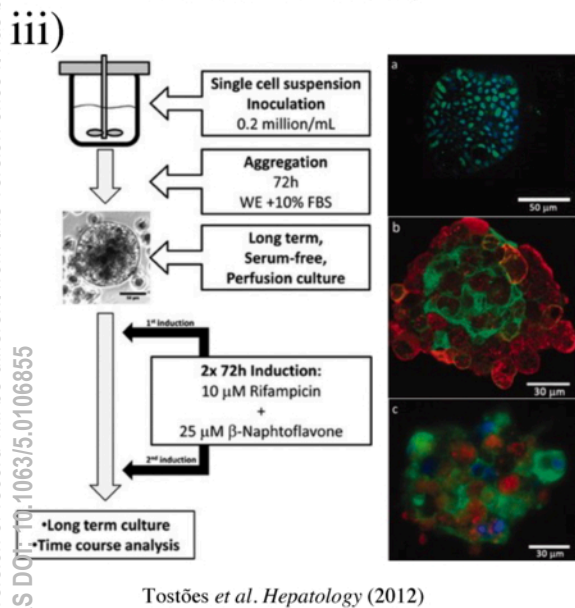 iii)
Single cell suspension
Inoculation
0.2 million/mL
Aggregation
72h
WE +10% FBS
Long term,
Serum-free,
Perfusion culture
1st Induction
2x 72h Induction:
10 µM Rifampicin
+
25 µM β-Naphtoflavone
2nd induction
•Long term culture
•Time course analysis
a
50 µm
b
30 µm
c
30 µm
S DOI: 10.1063/5.0106855
Tostões et al. Hepatology (2012)